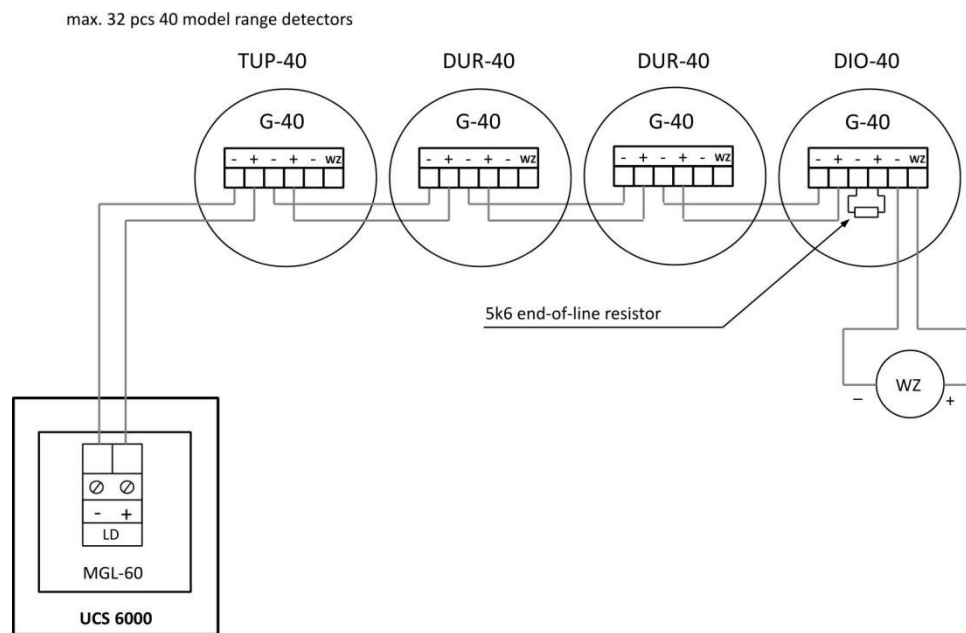 max. 32 pcs 40 model range detectors
TUP-40 DUR-40 DUR-40 DIO-40
G-40 G-40 G-40 G-40
- + - + - WZ - + - + - WZ - + - + - WZ - + - + - WZ
5k6 end-of-line resistor
WZ
– +
- +
LD
MGL-60
UCS 6000